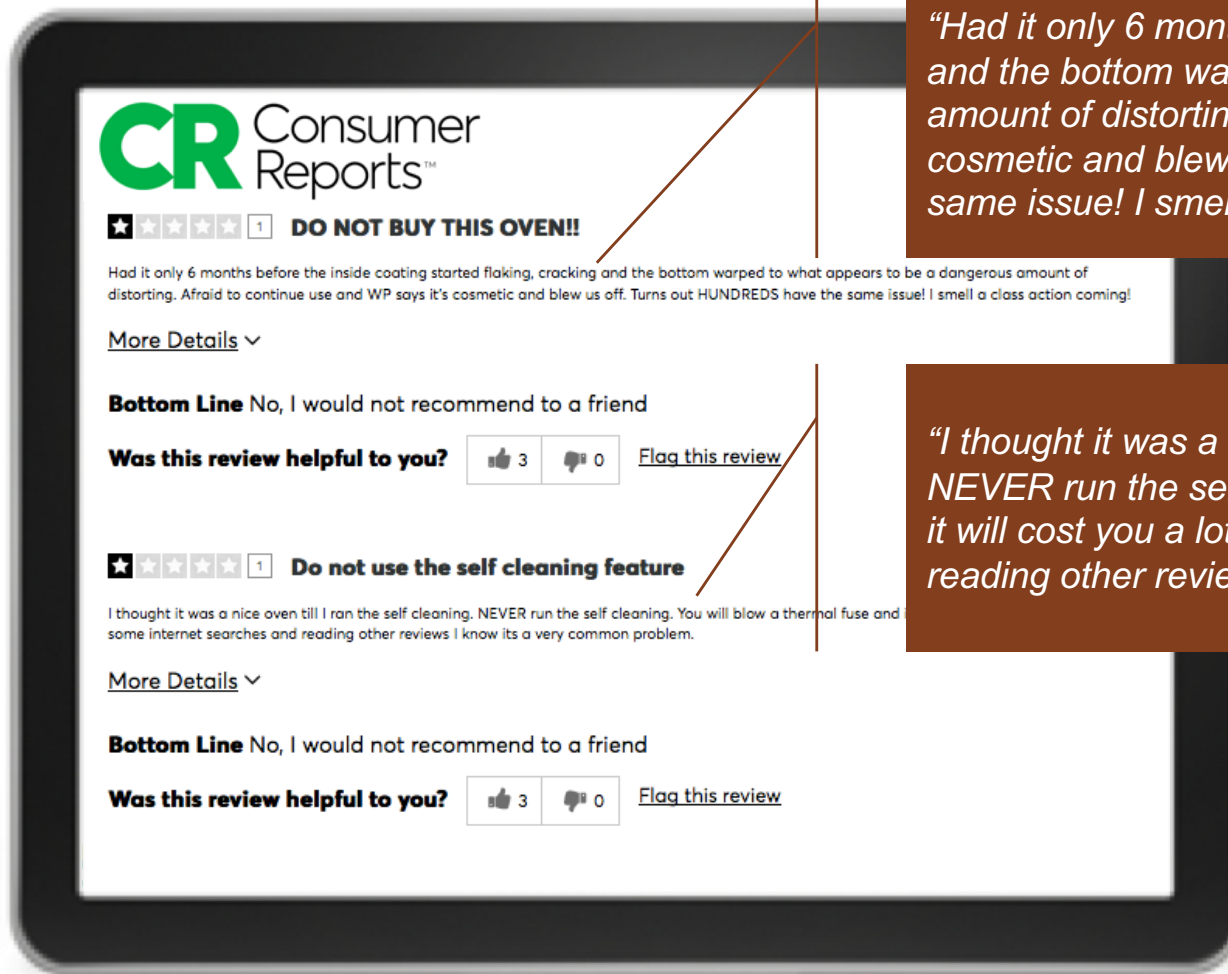 CR Consumer
Reports™
1 DO NOT BUY THIS OVEN!!
Had it only 6 months before the inside coating started flaking, cracking and the bottom warped to what appears to be a dangerous amount of
distorting. Afraid to continue use and WP says it's cosmetic and blew us off. Turns out HUNDREDS have the same issue! I smell a class action coming!
More Details
Bottom Line No, I would not recommend to a friend
Was this review helpful to you? 3 0 Flag this review
1 Do not use the self cleaning feature
I thought it was a nice oven till I ran the self cleaning. NEVER run the self cleaning. You will blow a thermal fuse and
some internet searches and reading other reviews I know its a very common problem.
More Details
Bottom Line No, I would not recommend to a friend
Was this review helpful to you? 3 0 Flag this review
“Had it only 6
and the bottom
amount of
cosmetic and blew
same issue! I
“I thought it was a
NEVER run the
it will cost you a
reading other